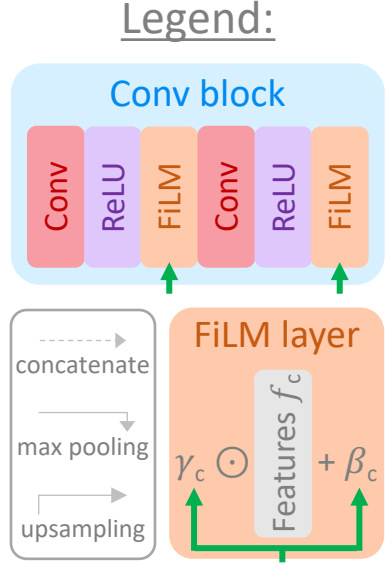 Legend:
Conv block
Conv
ReLU
FiLM
Conv
ReLU
FiLM
concatenate
max pooling
upsampling
FiLM layer
γc ⊙ Features fc + βc